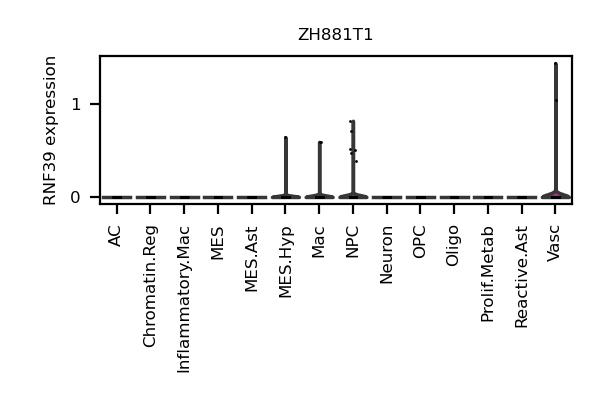 ZH881T1
RNF39 expression
1
0
AC
Chromatin.Reg
Inflammatory.Mac
MES
MES.Ast
MES.Hyp
Mac
NPC
Neuron
OPC
Oligo
Prolif.Metab
Reactive.Ast
Vasc